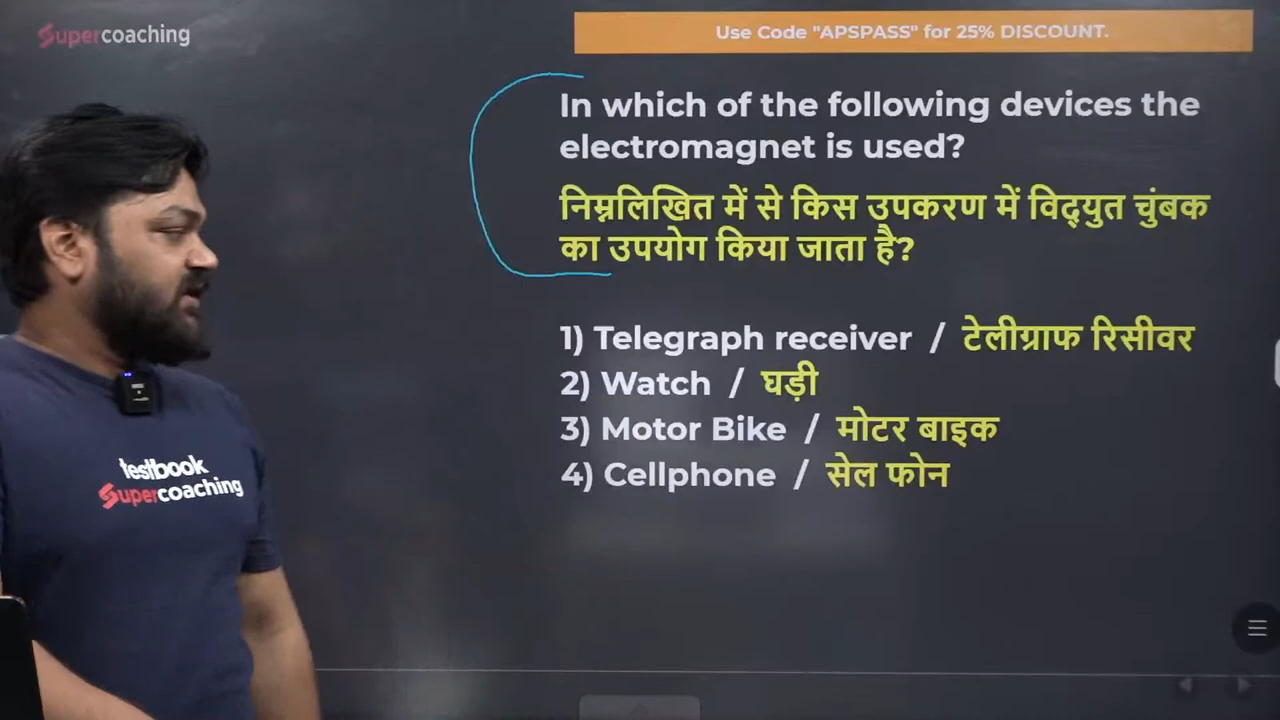 Supercoaching
Use Code "APSPASS" for 25% DISCOUNT.
In which of the following devices the
electromagnet is used?
निम्नलिखित में से किस उपकरण में विद्युत चुंबक
का उपयोग किया जाता है?
1) Telegraph receiver / टेलीग्राफ रिसीवर
2) Watch / घड़ी
3) Motor Bike / मोटर बाइक
4) Cellphone / सेल फोन
testbook
Supercoaching